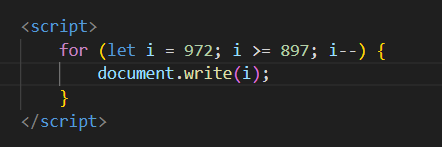 <script>
for (let i = 972; i >= 897; i--) {
document.write(i);
}
</script>